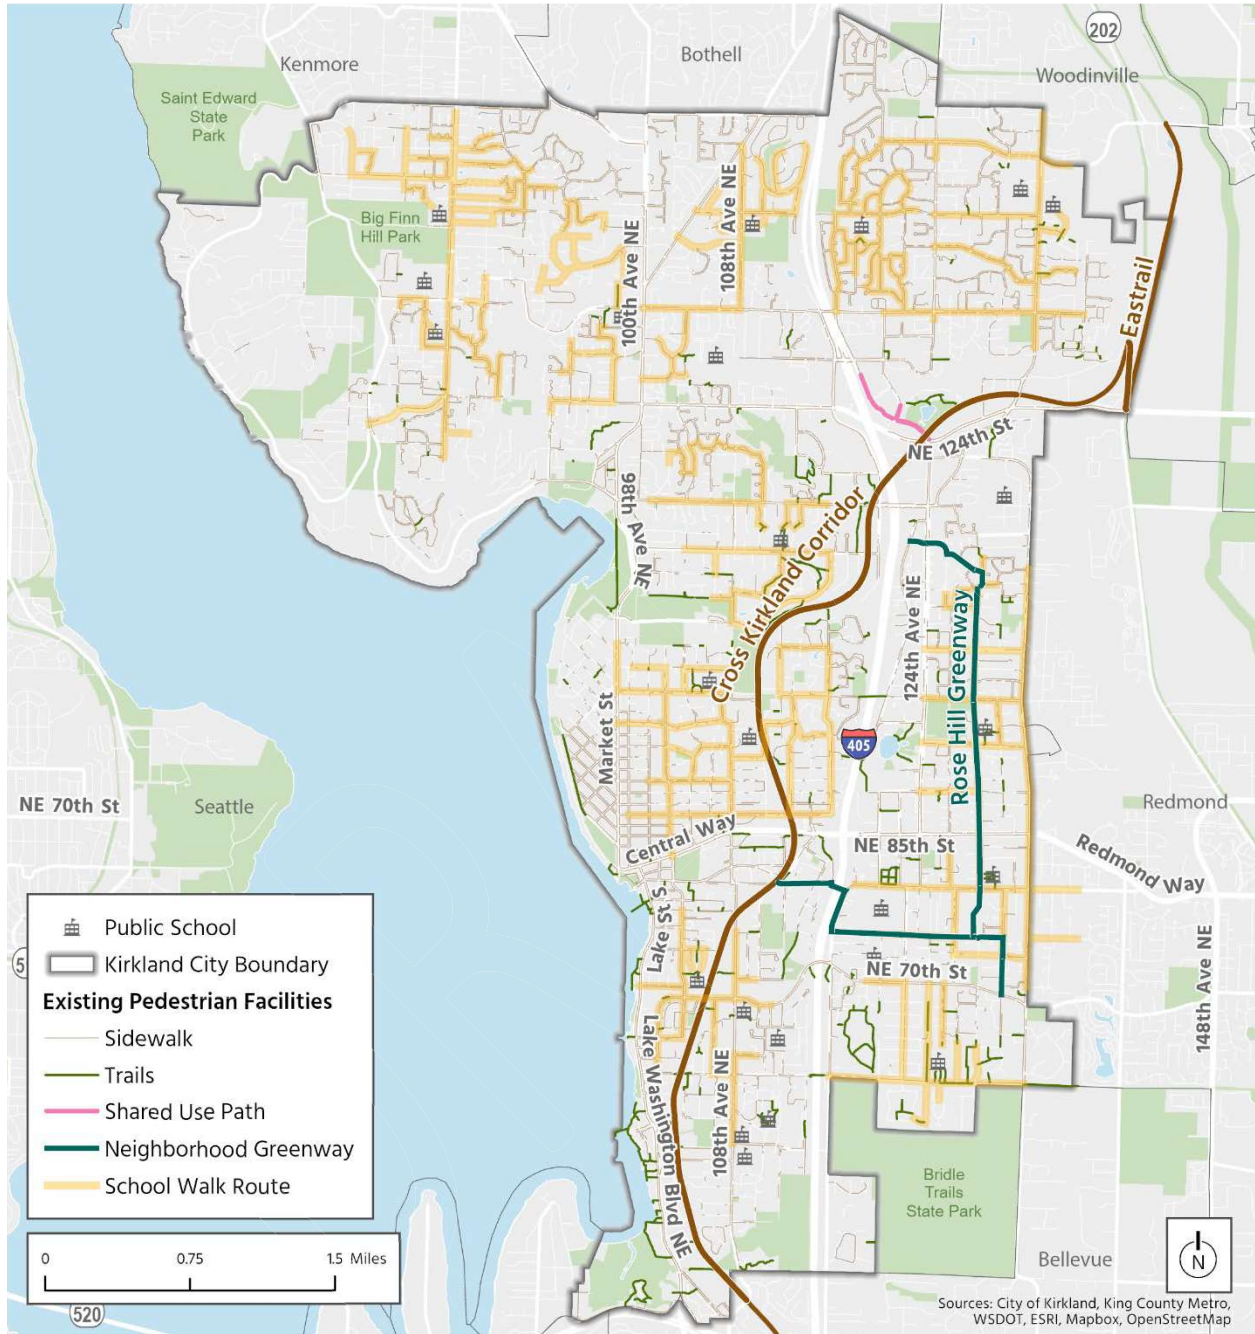 202
Kenmore
Bothell
Woodinville
Saint Edward
State
Park
Big Finn
Hill Park
100th Ave NE
108th Ave NE
Eastrail
NE 124th St
98th Ave NE
Cross Kirkland Corridor
124th Ave NE
Rose Hill Greenway
Market St
405
NE 70th St
Seattle
Redmond
Central Way
NE 85th St
Redmond Way
Lake St S
NE 70th St
148th Ave NE
Lake Washington Blvd NE
108th Ave NE
Bridle
Trails
State Park
Bellevue
5
Public School
Kirkland City Boundary
Existing Pedestrian Facilities
Sidewalk
Trails
Shared Use Path
Neighborhood Greenway
School Walk Route
0 0.75 1.5 Miles
520
N
Sources: City of Kirkland, King County Metro,
WSDOT, ESRI, Mapbox, OpenStreetMap